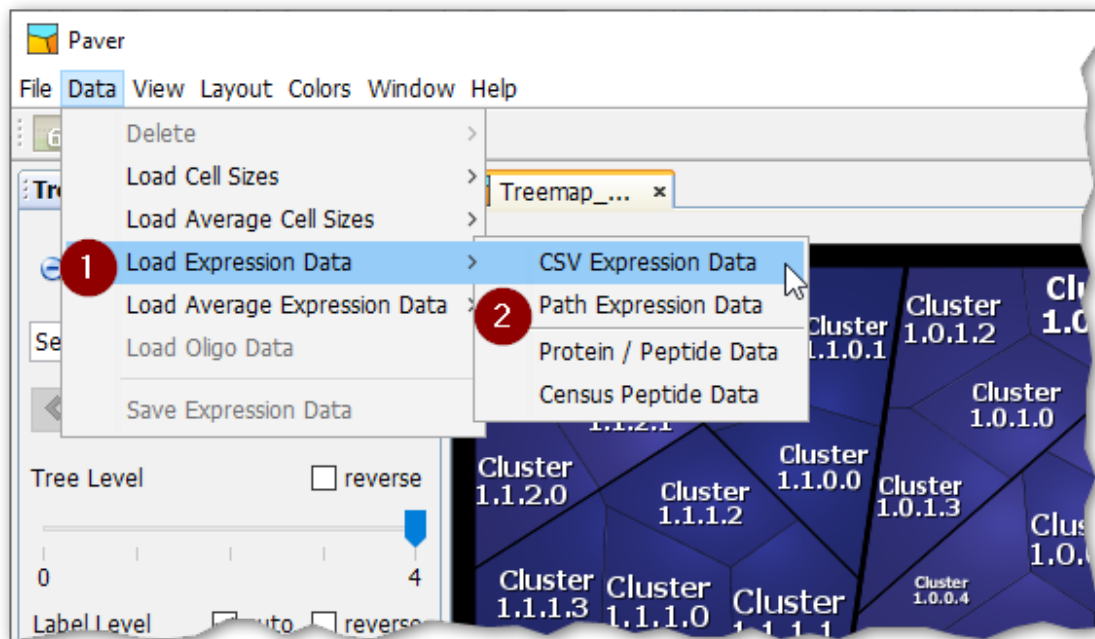 Paver
File Data View Layout Colors Window Help
Delete
Load Cell Sizes
Load Average Cell Sizes
1 Load Expression Data
Load Average Expression Data
Load Oligo Data
Save Expression Data
CSV Expression Data
2 Path Expression Data
Protein / Peptide Data
Census Peptide Data
Treemap_...
Tree Level
reverse
0
4
Label Level
reverse
Cluster
1.0.1.2
Cluster
Cluster
1.0.1.0
1.1.2.1
Cluster
1.1.2.0
Cluster
1.1.1.2
Cluster
1.1.0.0
Cluster
1.0.1.3
Cluster
1.0.0.4
Cluster
1.1.1.3
Cluster
1.1.1.0
Cluster